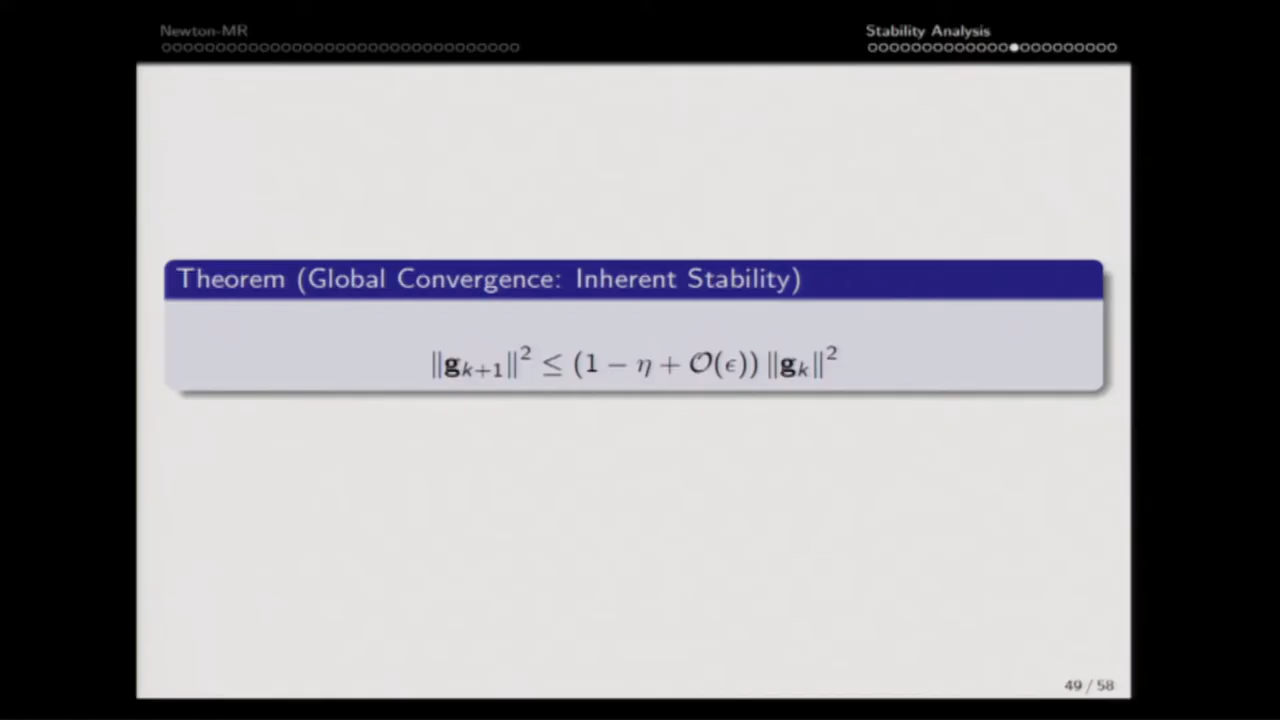 Newton-MR
Stability Analysis
Theorem (Global Convergence: Inherent Stability)
‖g_{k+1}‖² ≤ (1 − η + 𝒪(ϵ)) ‖g_k‖²
49 / 58